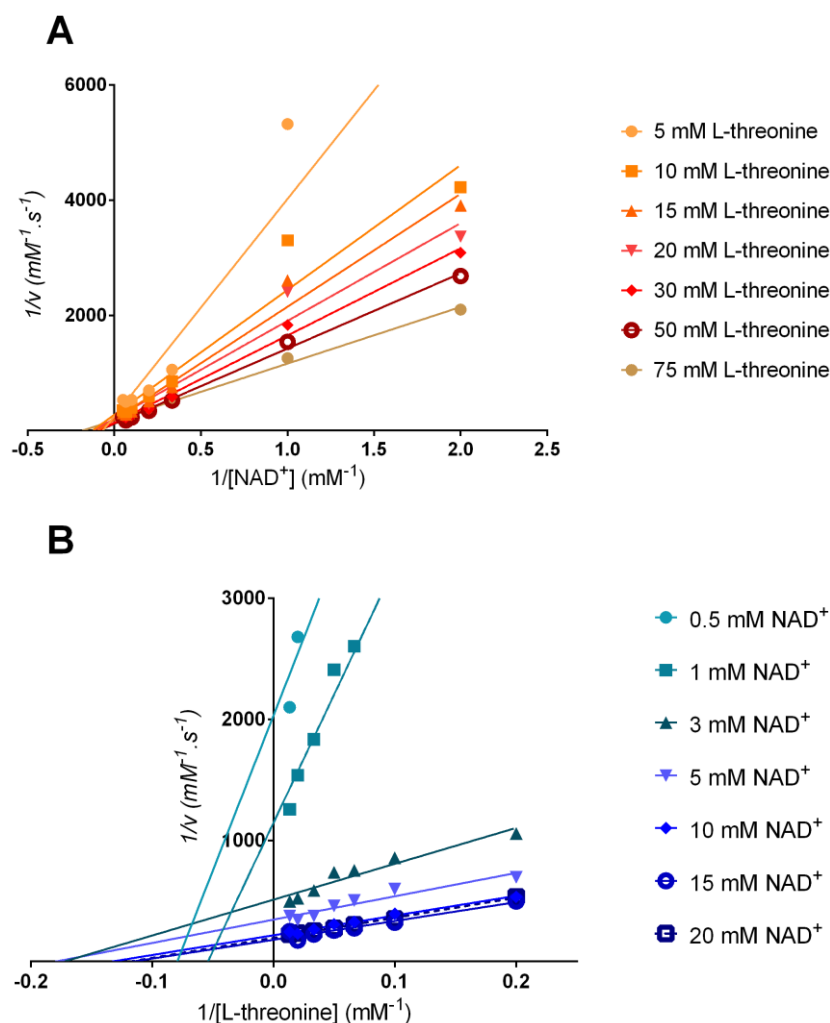 A
6000
4000
2000
1/v (mM⁻¹.s⁻¹)
-0.5 0.0 0.5 1.0 1.5 2.0 2.5
1/[NAD⁺] (mM⁻¹)
5 mM L-threonine
10 mM L-threonine
15 mM L-threonine
20 mM L-threonine
30 mM L-threonine
50 mM L-threonine
75 mM L-threonine
B
3000
2000
1000
1/v (mM⁻¹.s⁻¹)
-0.2 -0.1 0.0 0.1 0.2
1/[L-threonine] (mM⁻¹)
0.5 mM NAD⁺
1 mM NAD⁺
3 mM NAD⁺
5 mM NAD⁺
10 mM NAD⁺
15 mM NAD⁺
20 mM NAD⁺